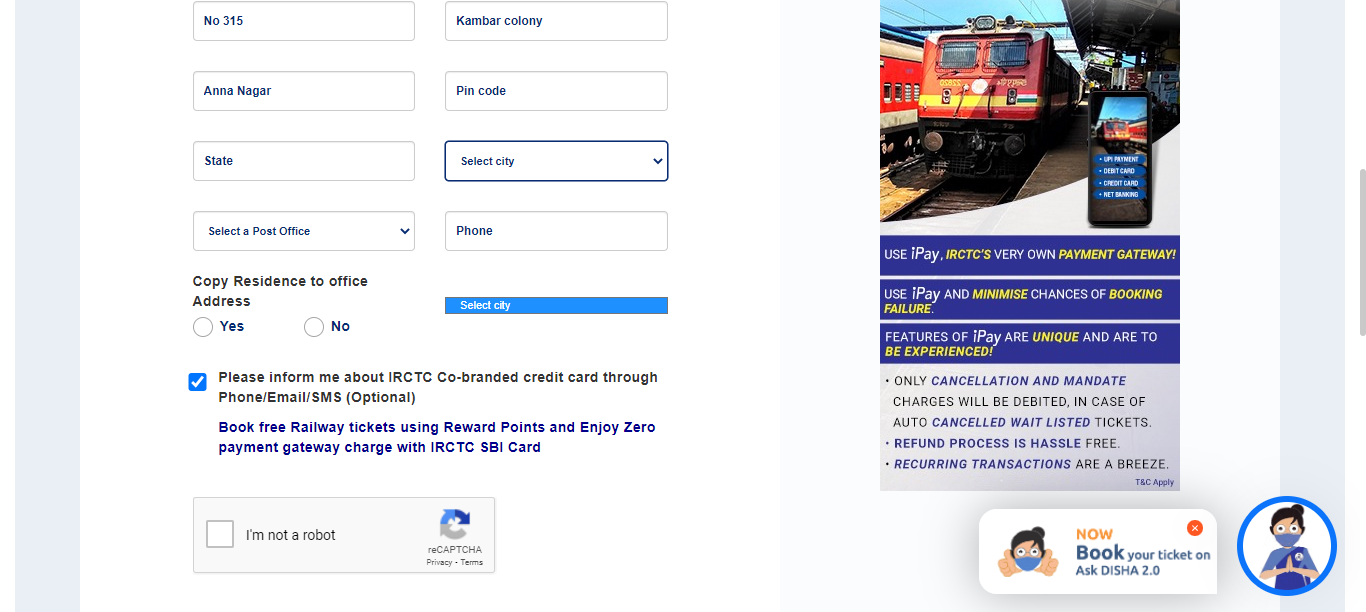 No 315
Kambar colony
Anna Nagar
Pin code
State
Select city
Select a Post Office
Phone
Copy Residence to office
Address
Select city
Yes
No
Please inform me about IRCTC Co-branded credit card through
Phone/Email/SMS (Optional)
Book free Railway tickets using Reward Points and Enjoy Zero
payment gateway charge with IRCTC SBI Card
I'm not a robot
reCAPTCHA
Privacy - Terms
• UPI PAYMENT
• DEBIT CARD
• CREDIT CARD
• NET BANKING
USE iPay, IRCTC'S VERY OWN PAYMENT GATEWAY!
USE iPay AND MINIMISE CHANCES OF BOOKING
FAILURE.
FEATURES OF iPay ARE UNIQUE AND ARE TO
BE EXPERIENCED!
• ONLY CANCELLATION AND MANDATE
CHARGES WILL BE DEBITED, IN CASE OF
AUTO CANCELLED WAIT LISTED TICKETS.
• REFUND PROCESS IS HASSLE FREE.
• RECURRING TRANSACTIONS ARE A BREEZE.
T&C Apply
NOW
Book your ticket on
Ask DISHA 2.0